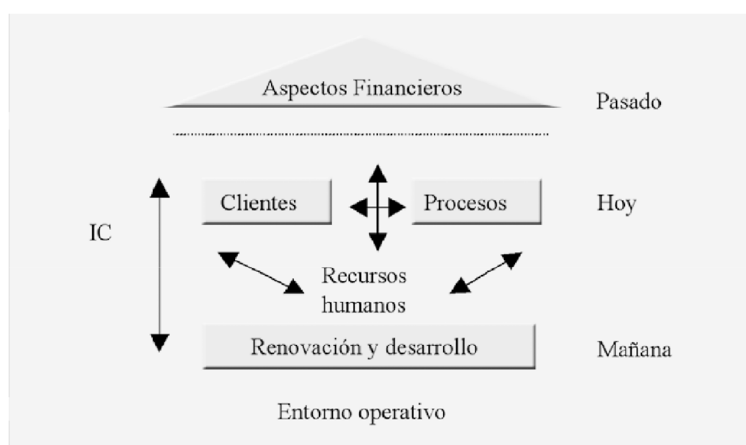 Aspectos Financieros
Pasado
Clientes
Procesos
Hoy
IC
Recursos
humanos
Renovación y desarrollo
Mañana
Entorno operativo